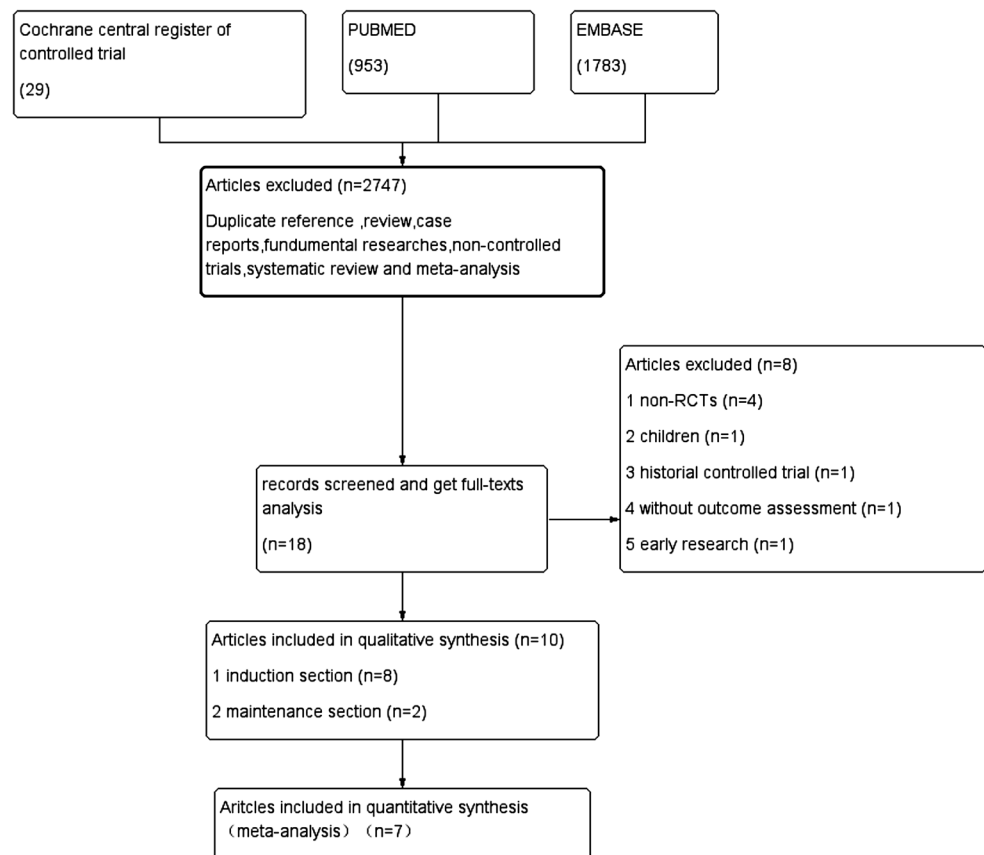 Cochrane central register of
controlled trial
(29)
PUBMED
(953)
EMBASE
(1783)
Articles excluded (n=2747)
Duplicate reference ,review,case
reports,fundumental researches,non-controlled
trials,systematic review and meta-analysis
Articles excluded (n=8)
1 non-RCTs (n=4)
2 children (n=1)
3 historial controlled trial (n=1)
4 without outcome assessment (n=1)
5 early research (n=1)
records screened and get full-texts
analysis
(n=18)
Articles included in qualitative synthesis (n=10)
1 induction section (n=8)
2 maintenance section (n=2)
Aritcles included in quantitative synthesis
（meta-analysis）（n=7）